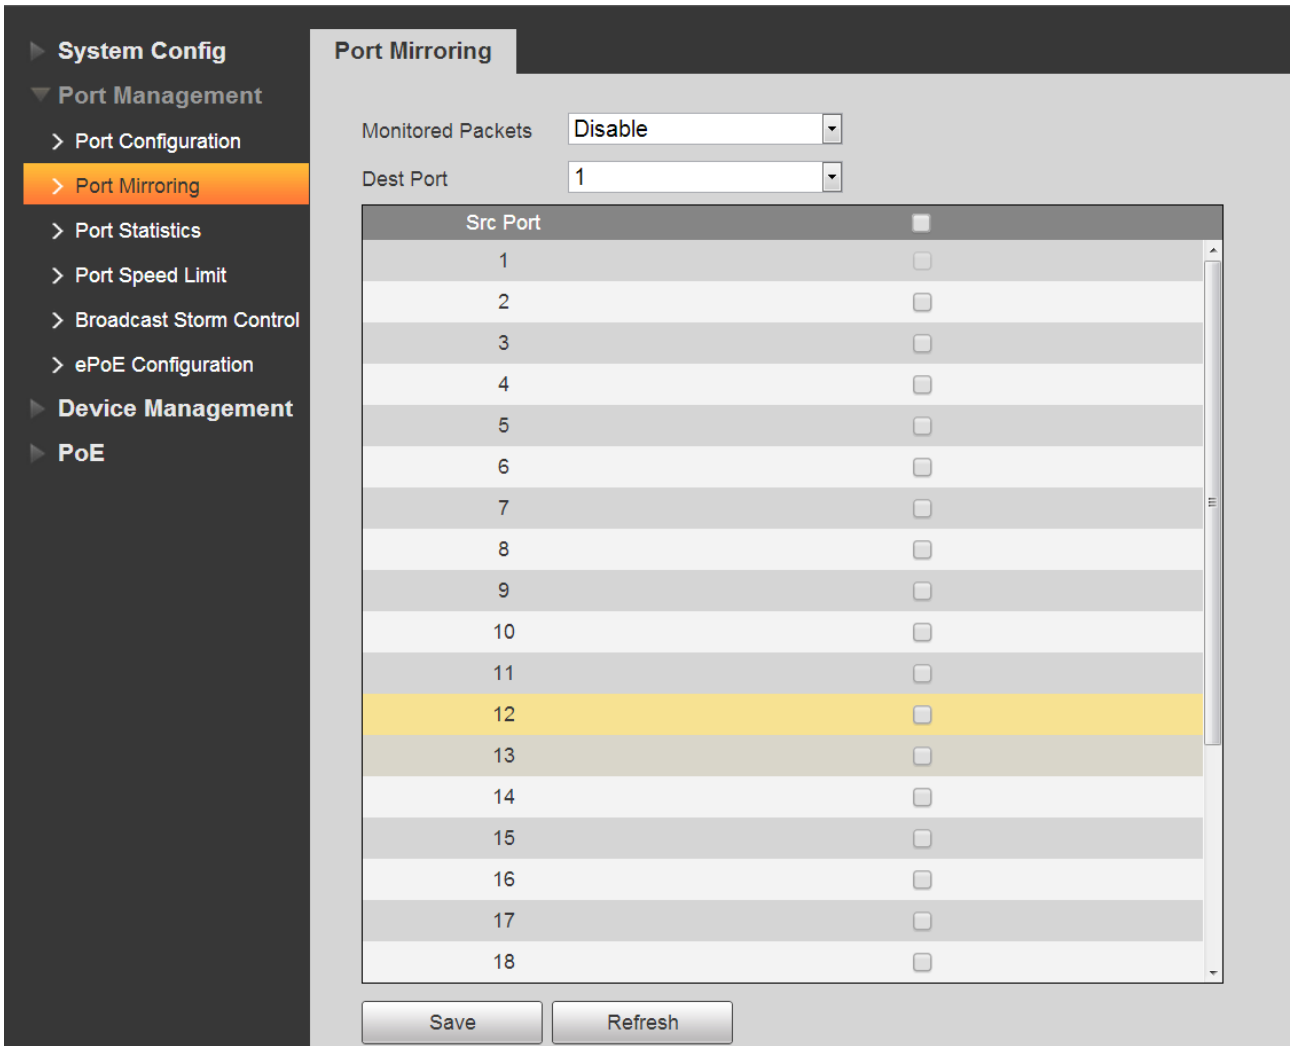 System Config
Port Management
Port Configuration
Port Mirroring
Port Statistics
Port Speed Limit
Broadcast Storm Control
ePoE Configuration
Device Management
PoE
Port Mirroring
Monitored Packets Disable
Dest Port 1
Src Port
1
2
3
4
5
6
7
8
9
10
11
12
13
14
15
16
17
18
Save Refresh